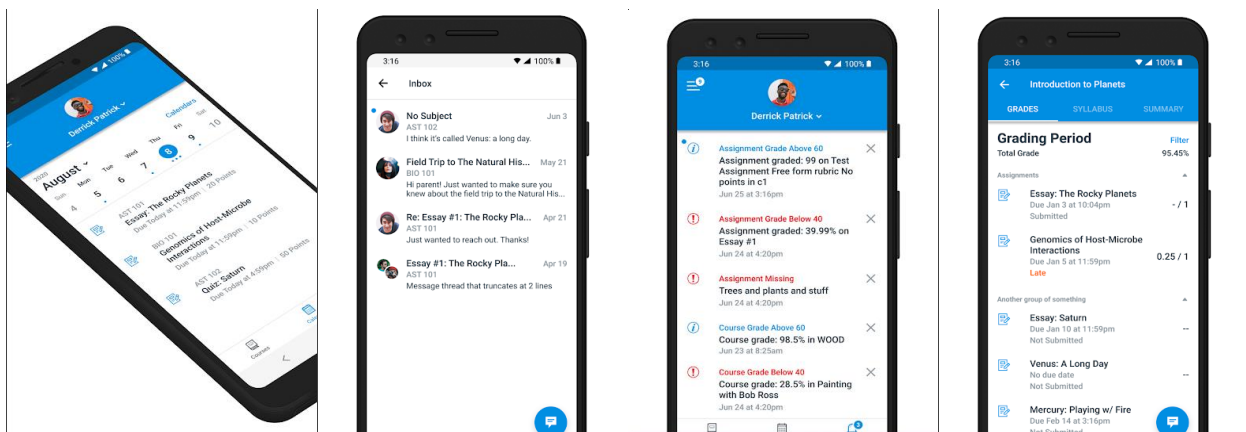 100%
Derrick Patrick
Calendars
2020
August
Sun Mon Tue Wed Thu Fri Sat
4 5 6 7 8 9 10
AST 101
Essay: The Rocky Planets
Due Today at 11:59pm | 20 Points
BIO 101
Genomics of Host-Microbe
Interactions
Due Today at 11:59pm | 10 Points
AST 102
Quiz: Saturn
Due Today at 4:59pm | 50 Points
Courses
3:16 100%
Inbox
No Subject Jun 3
AST 102
I think it's called Venus: a long day.
Field Trip to The Natural His... May 21
BIO 101
Hi parent! Just wanted to make sure you
knew about the field trip to the Natural His...
Re: Essay #1: The Rocky Pla... Apr 21
AST 101
Just wanted to reach out. Thanks!
Essay #1: The Rocky Pla... Apr 19
AST 101
Message thread that truncates at 2 lines
3:16 100%
9
Derrick Patrick
Assignment Grade Above 60
Assignment graded: 99 on Test
Assignment Free form rubric No
points in c1
Jun 25 at 3:16pm
Assignment Grade Below 40
Assignment graded: 39.99% on
Essay #1
Jun 24 at 4:20pm
Assignment Missing
Trees and plants and stuff
Jun 24 at 4:20pm
Course Grade Above 60
Course grade: 98.5% in WOOD
Jun 23 at 8:25am
Course Grade Below 40
Course grade: 28.5% in Painting
with Bob Ross
Jun 24 at 4:20pm
3
3:16 100%
Introduction to Planets
GRADES SYLLABUS SUMMARY
Grading Period Filter
Total Grade 95.45%
Assignments
Essay: The Rocky Planets
Due Jan 3 at 10:04pm - / 1
Submitted
Genomics of Host-Microbe
Interactions
Due Jan 5 at 11:59pm 0.25 / 1
Late
Another group of something
Essay: Saturn
Due Jan 10 at 11:59pm --
Not Submitted
Venus: A Long Day
No due date --
Not Submitted
Mercury: Playing w/ Fire
Due Feb 14 at 3:16pm
Not Submitted